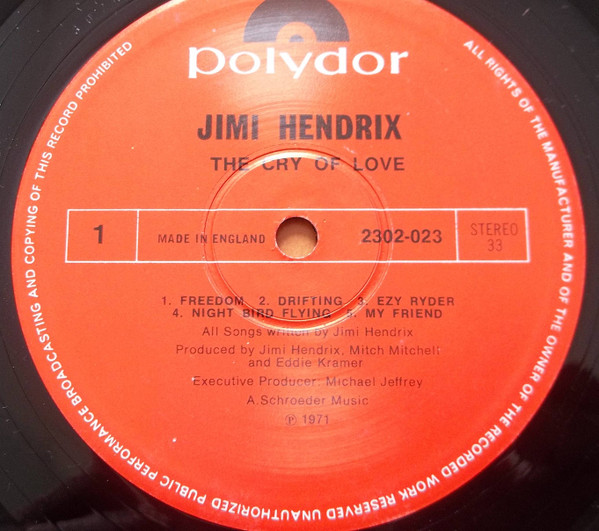 polydor
JIMI HENDRIX
THE CRY OF LOVE
1
MADE IN ENGLAND
2302-023
STEREO
33
1. FREEDOM 2. DRIFTING 3. EZY RYDER
4. NIGHT BIRD FLYING 5. MY FRIEND
All Songs written by Jimi Hendrix
Produced by Jimi Hendrix, Mitch Mitchell
and Eddie Kramer
Executive Producer: Michael Jeffrey
A.Schroeder Music
℗ 1971
ALL RIGHTS OF THE MANUFACTURER AND OF THE OWNER OF THE RECORDED WORK RESERVED UNAUTHORIZED PUBLIC PERFORMANCE BROADCASTING AND COPYING OF THIS RECORD PROHIBITED